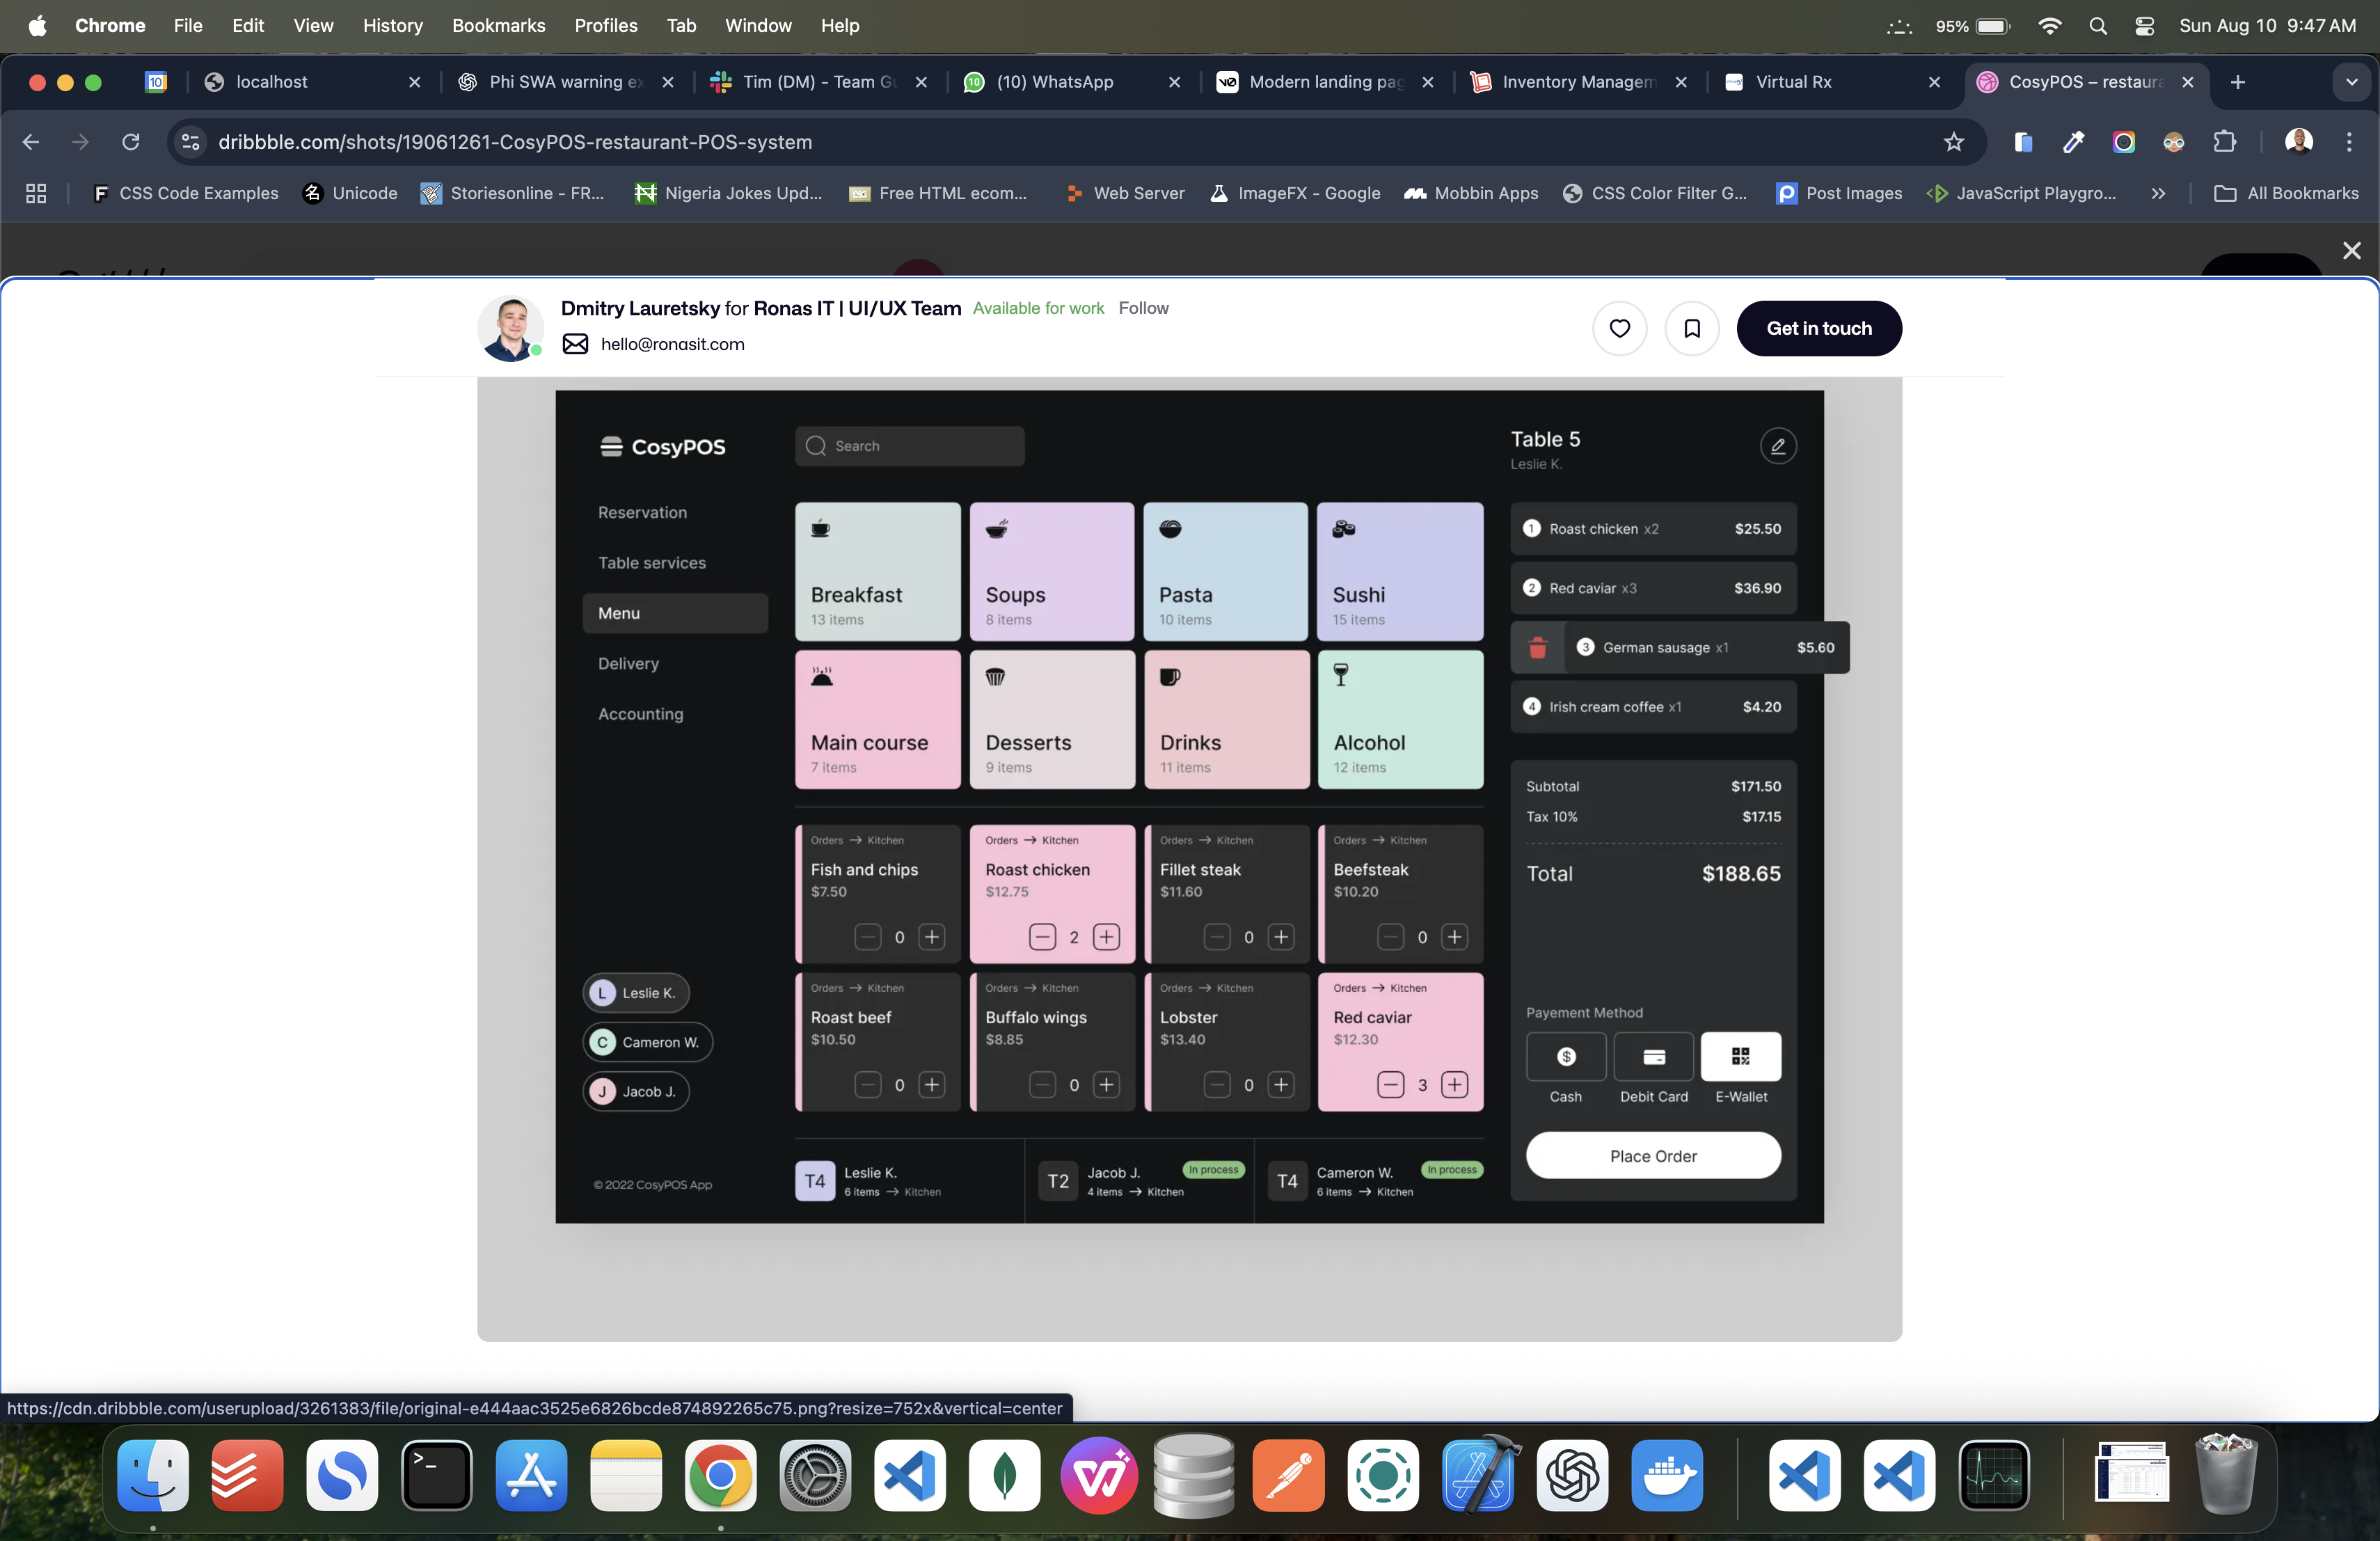 Chrome File Edit View History Bookmarks Profiles Tab Window Help
95%
Sun Aug 10 9:47 AM
10
localhost
Phi SWA warning ex
Tim (DM) - Team Gu
10
(10) WhatsApp
Modern landing pag
Inventory Managem
Virtual Rx
CosyPOS – restaura
dribbble.com/shots/19061261-CosyPOS-restaurant-POS-system
CSS Code Examples
名
Unicode
Storiesonline - FR...
Nigeria Jokes Upd...
Free HTML ecom...
Web Server
ImageFX - Google
Mobbin Apps
CSS Color Filter G...
Post Images
JavaScript Playgro...
All Bookmarks
Dmitry Lauretsky for Ronas IT | UI/UX Team Available for work Follow
hello@ronasit.com
Get in touch
CosyPOS
Search
Reservation
Table services
Menu
Delivery
Accounting
L Leslie K.
C Cameron W.
J Jacob J.
© 2022 CosyPOS App
Breakfast
13 items
Soups
8 items
Pasta
10 items
Sushi
15 items
Main course
7 items
Desserts
9 items
Drinks
11 items
Alcohol
12 items
Orders → Kitchen
Fish and chips
$7.50
0
Orders → Kitchen
Roast chicken
$12.75
2
Orders → Kitchen
Fillet steak
$11.60
0
Orders → Kitchen
Beefsteak
$10.20
0
Orders → Kitchen
Roast beef
$10.50
0
Orders → Kitchen
Buffalo wings
$8.85
0
Orders → Kitchen
Lobster
$13.40
0
Orders → Kitchen
Red caviar
$12.30
3
T4
Leslie K.
6 items → Kitchen
T2
Jacob J.
In process
4 items → Kitchen
T4
Cameron W.
In process
6 items → Kitchen
Table 5
Leslie K.
1 Roast chicken x2 $25.50
2 Red caviar x3 $36.90
3 German sausage x1 $5.60
4 Irish cream coffee x1 $4.20
Subtotal $171.50
Tax 10% $17.15
Total $188.65
Payement Method
Cash
Debit Card
E-Wallet
Place Order
https://cdn.dribbble.com/userupload/3261383/file/original-e444aac3525e6826bcde874892265c75.png?resize=752x&vertical=center